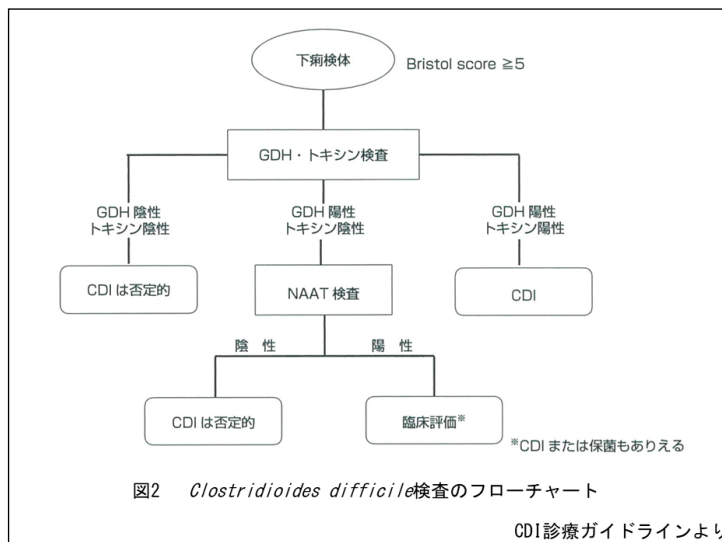 下痢検体
Bristol score ≧5
GDH・トキシン検査
GDH 陰性
トキシン陰性
GDH 陽性
トキシン陰性
GDH 陽性
トキシン陽性
CDI は否定的
NAAT 検査
CDI
陰 性
陽 性
CDI は否定的
臨床評価※
※CDI または保菌もありえる
図2 Clostridioides difficile検査のフローチャート
CDI診療ガイドラインより